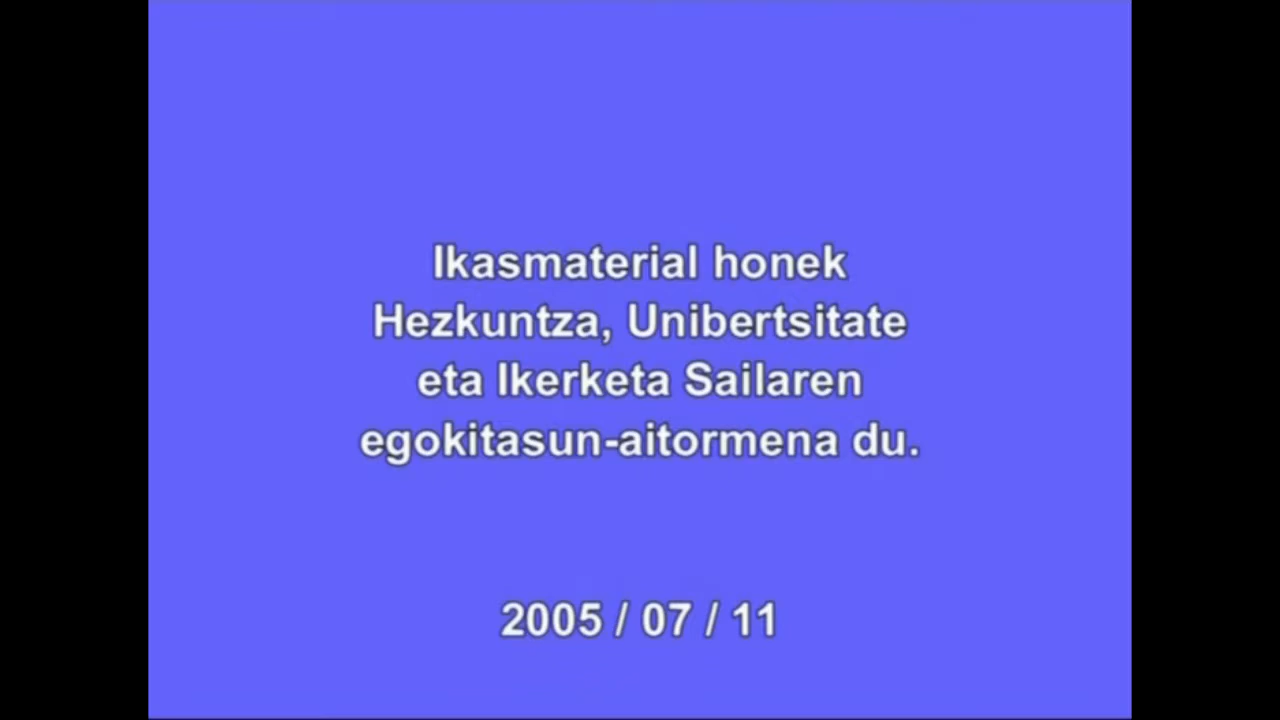 Ikasmaterial honek
Hezkuntza, Unibertsitate
eta Ikerketa Sailaren
egokitasun-aitormena du.
2005 / 07 / 11